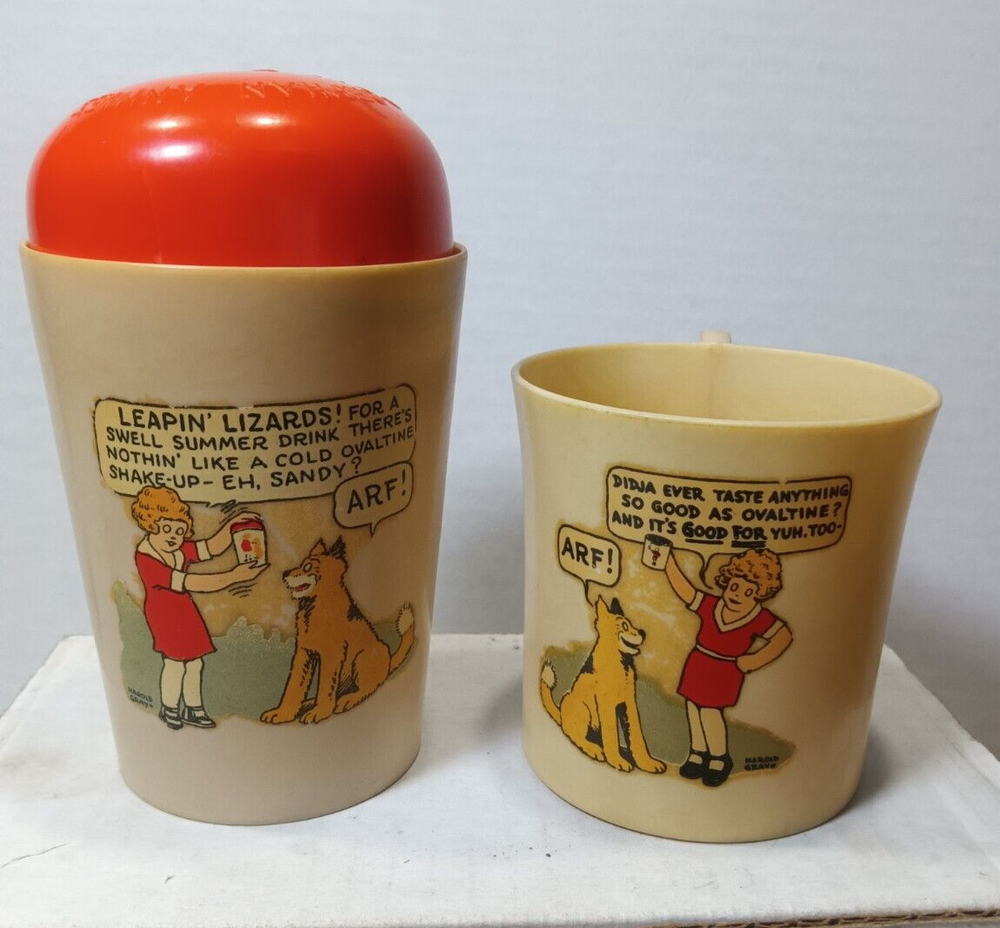 LEAPIN' LIZARDS! FOR A
SWELL SUMMER DRINK THERE'S
NOTHIN' LIKE A COLD OVALTINE
SHAKE-UP- EH, SANDY?
ARF!
HAROLD
GRAY
DIDJA EVER TASTE ANYTHING
SO GOOD AS OVALTINE?
AND IT'S GOOD FOR YUH, TOO-
ARF!
HAROLD
GRAY